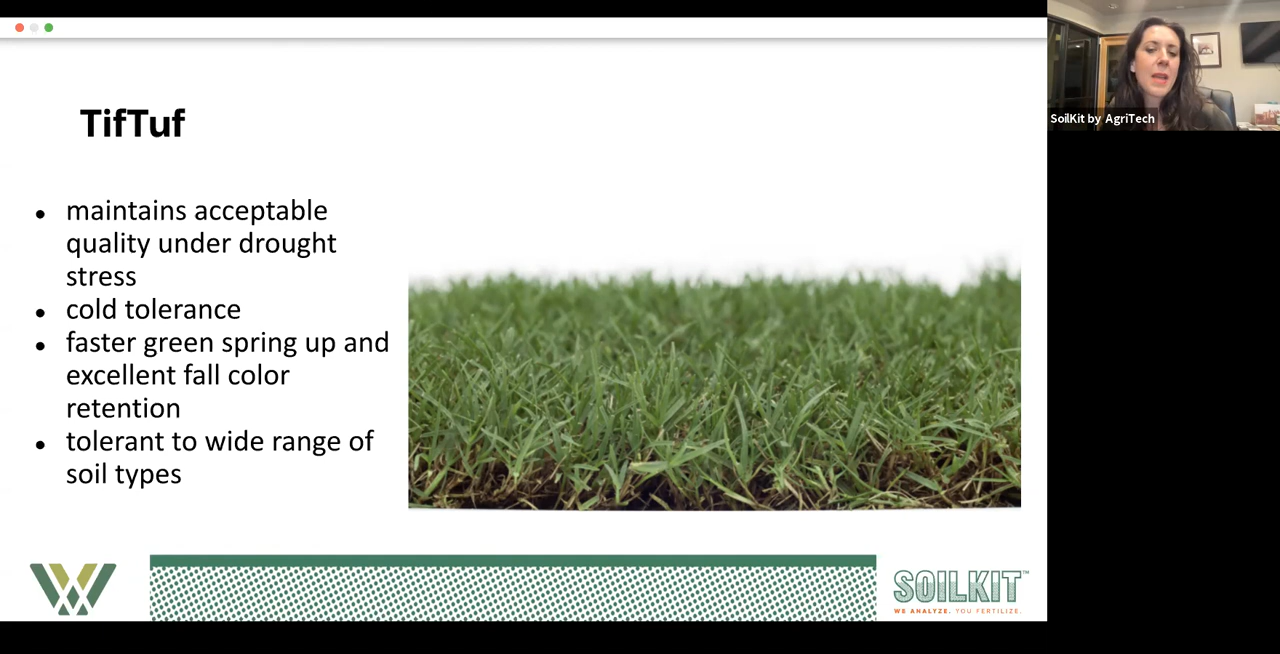 TifTuf
SoilKit by AgriTech
• maintains acceptable
quality under drought
stress
• cold tolerance
• faster green spring up and
excellent fall color
retention
• tolerant to wide range of
soil types
SOILKIT™
WE ANALYZE. YOU FERTILIZE.